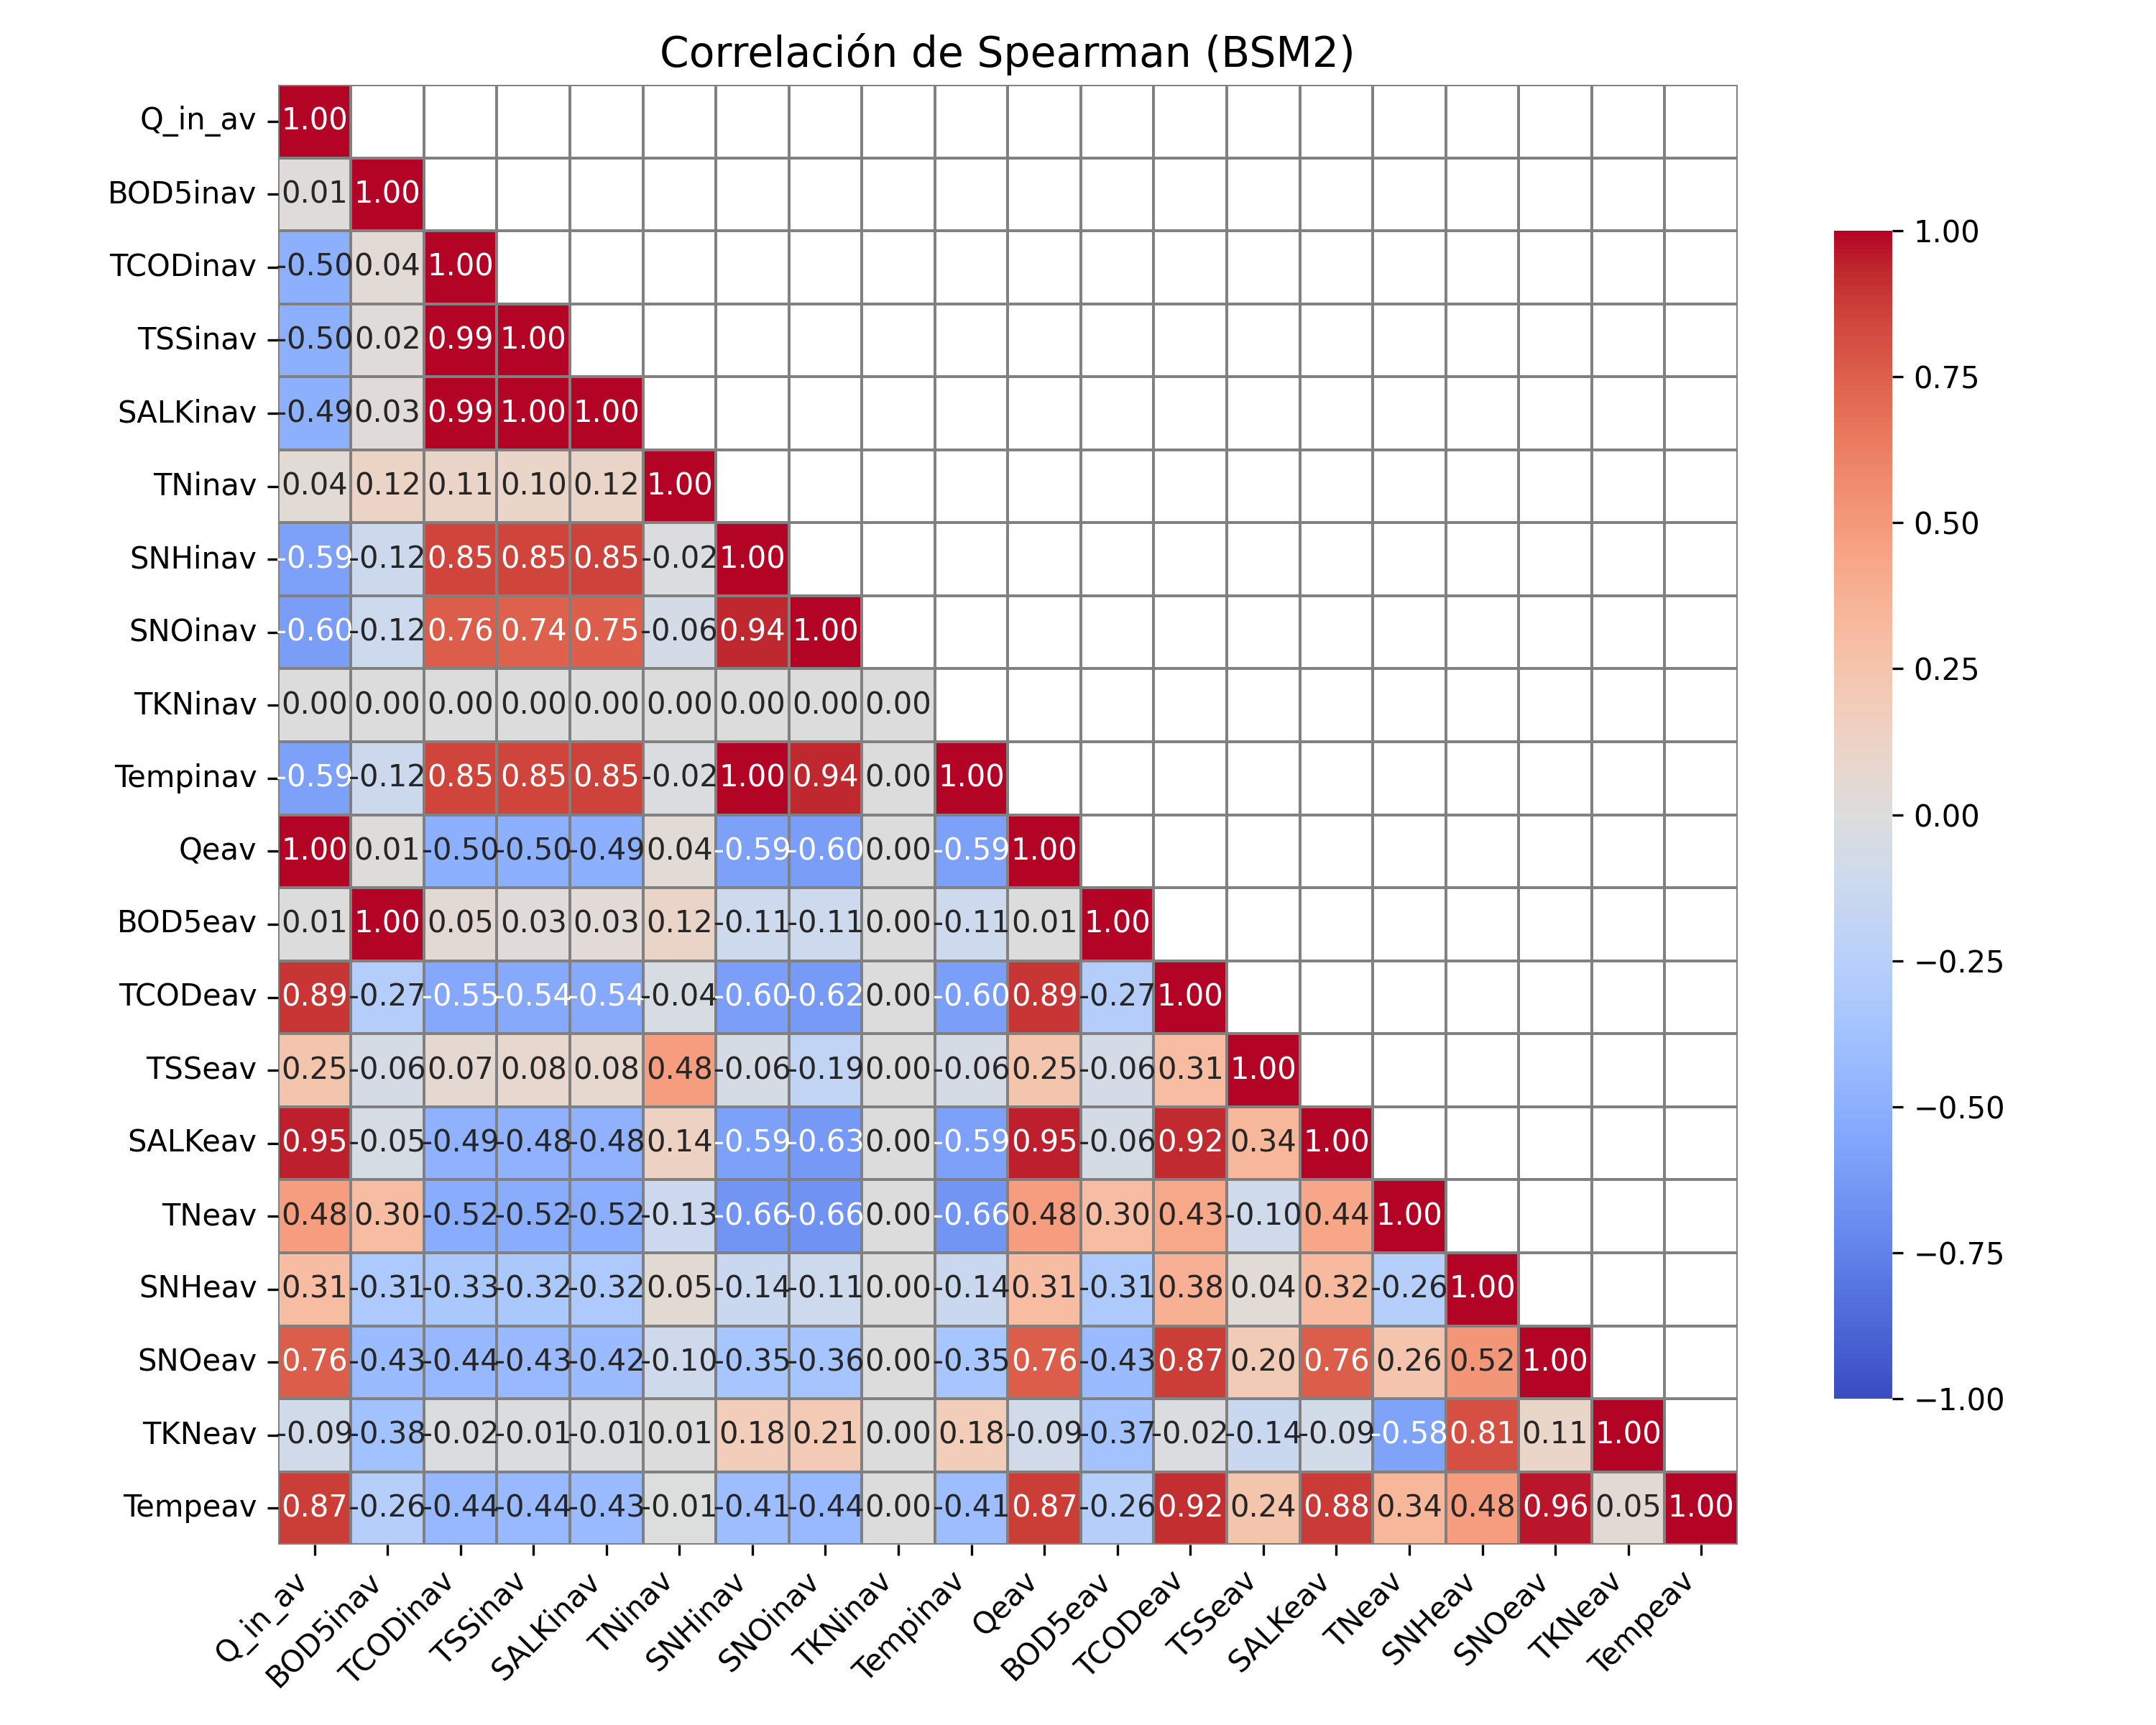 Correlación de Spearman (BSM2)
Q_in_av 1.00
BOD5inav 0.01 1.00
TCODinav -0.50 0.04 1.00
TSSinav -0.50 0.02 0.99 1.00
SALKinav -0.49 0.03 0.99 1.00 1.00
TNinav 0.04 0.12 0.11 0.10 0.12 1.00
SNHinav -0.59 -0.12 0.85 0.85 0.85 -0.02 1.00
SNOinav -0.60 -0.12 0.76 0.74 0.75 -0.06 0.94 1.00
TKNinav 0.00 0.00 0.00 0.00 0.00 0.00 0.00 0.00 0.00
Tempinav -0.59 -0.12 0.85 0.85 0.85 -0.02 1.00 0.94 0.00 1.00
Qeav 1.00 0.01 -0.50 -0.50 -0.49 0.04 -0.59 -0.60 0.00 -0.59 1.00
BOD5eav 0.01 1.00 0.05 0.03 0.03 0.12 -0.11 -0.11 0.00 -0.11 0.01 1.00
TCODeav 0.89 -0.27 -0.55 -0.54 -0.54 -0.04 -0.60 -0.62 0.00 -0.60 0.89 -0.27 1.00
TSSeav 0.25 -0.06 0.07 0.08 0.08 0.48 -0.06 -0.19 0.00 -0.06 0.25 -0.06 0.31 1.00
SALKeav 0.95 -0.05 -0.49 -0.48 -0.48 0.14 -0.59 -0.63 0.00 -0.59 0.95 -0.06 0.92 0.34 1.00
TNeav 0.48 0.30 -0.52 -0.52 -0.52 -0.13 -0.66 -0.66 0.00 -0.66 0.48 0.30 0.43 -0.10 0.44 1.00
SNHeav 0.31 -0.31 -0.33 -0.32 -0.32 0.05 -0.14 -0.11 0.00 -0.14 0.31 -0.31 0.38 0.04 0.32 -0.26 1.00
SNOeav 0.76 -0.43 -0.44 -0.43 -0.42 -0.10 -0.35 -0.36 0.00 -0.35 0.76 -0.43 0.87 0.20 0.76 0.26 0.52 1.00
TKNeav -0.09 -0.38 -0.02 -0.01 -0.01 0.01 0.18 0.21 0.00 0.18 -0.09 -0.37 -0.02 -0.14 -0.09 -0.58 0.81 0.11 1.00
Tempeav 0.87 -0.26 -0.44 -0.44 -0.43 -0.01 -0.41 -0.44 0.00 -0.41 0.87 -0.26 0.92 0.24 0.88 0.34 0.48 0.96 0.05 1.00
Q_in_av BOD5inav TCODinav TSSinav SALKinav TNinav SNHinav SNOinav TKNinav Tempinav Qeav BOD5eav TCODeav TSSeav SALKeav TNeav SNHeav SNOeav TKNeav Tempeav
1.00
0.75
0.50
0.25
0.00
−0.25
−0.50
−0.75
−1.00